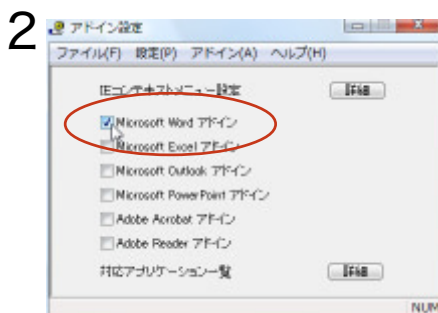 2
アドイン設定
ファイル(F) 設定(P) アドイン(A) ヘルプ(H)
IEコンテキストメニュー設定 詳細
Microsoft Word アドイン
Microsoft Excel アドイン
Microsoft Outlook アドイン
Microsoft PowerPoint アドイン
Adobe Acrobat アドイン
Adobe Reader アドイン
対応アプリケーション一覧 詳細
NUM